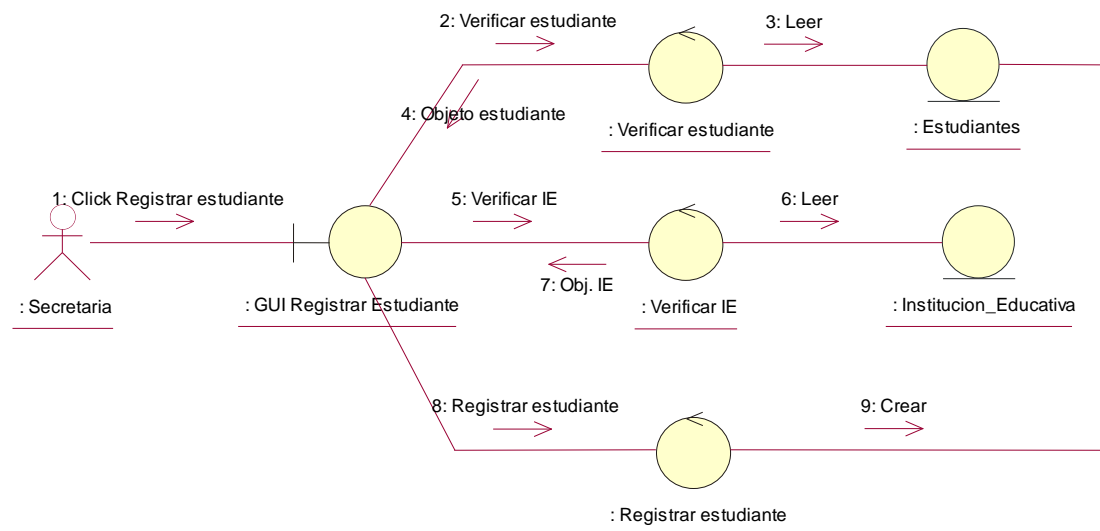 2: Verificar estudiante
3: Leer
4: Objeto estudiante
: Verificar estudiante
: Estudiantes
1: Click Registrar estudiante
5: Verificar IE
6: Leer
7: Obj. IE
: Secretaria
: GUI Registrar Estudiante
: Verificar IE
: Institucion_Educativa
8: Registrar estudiante
9: Crear
: Registrar estudiante